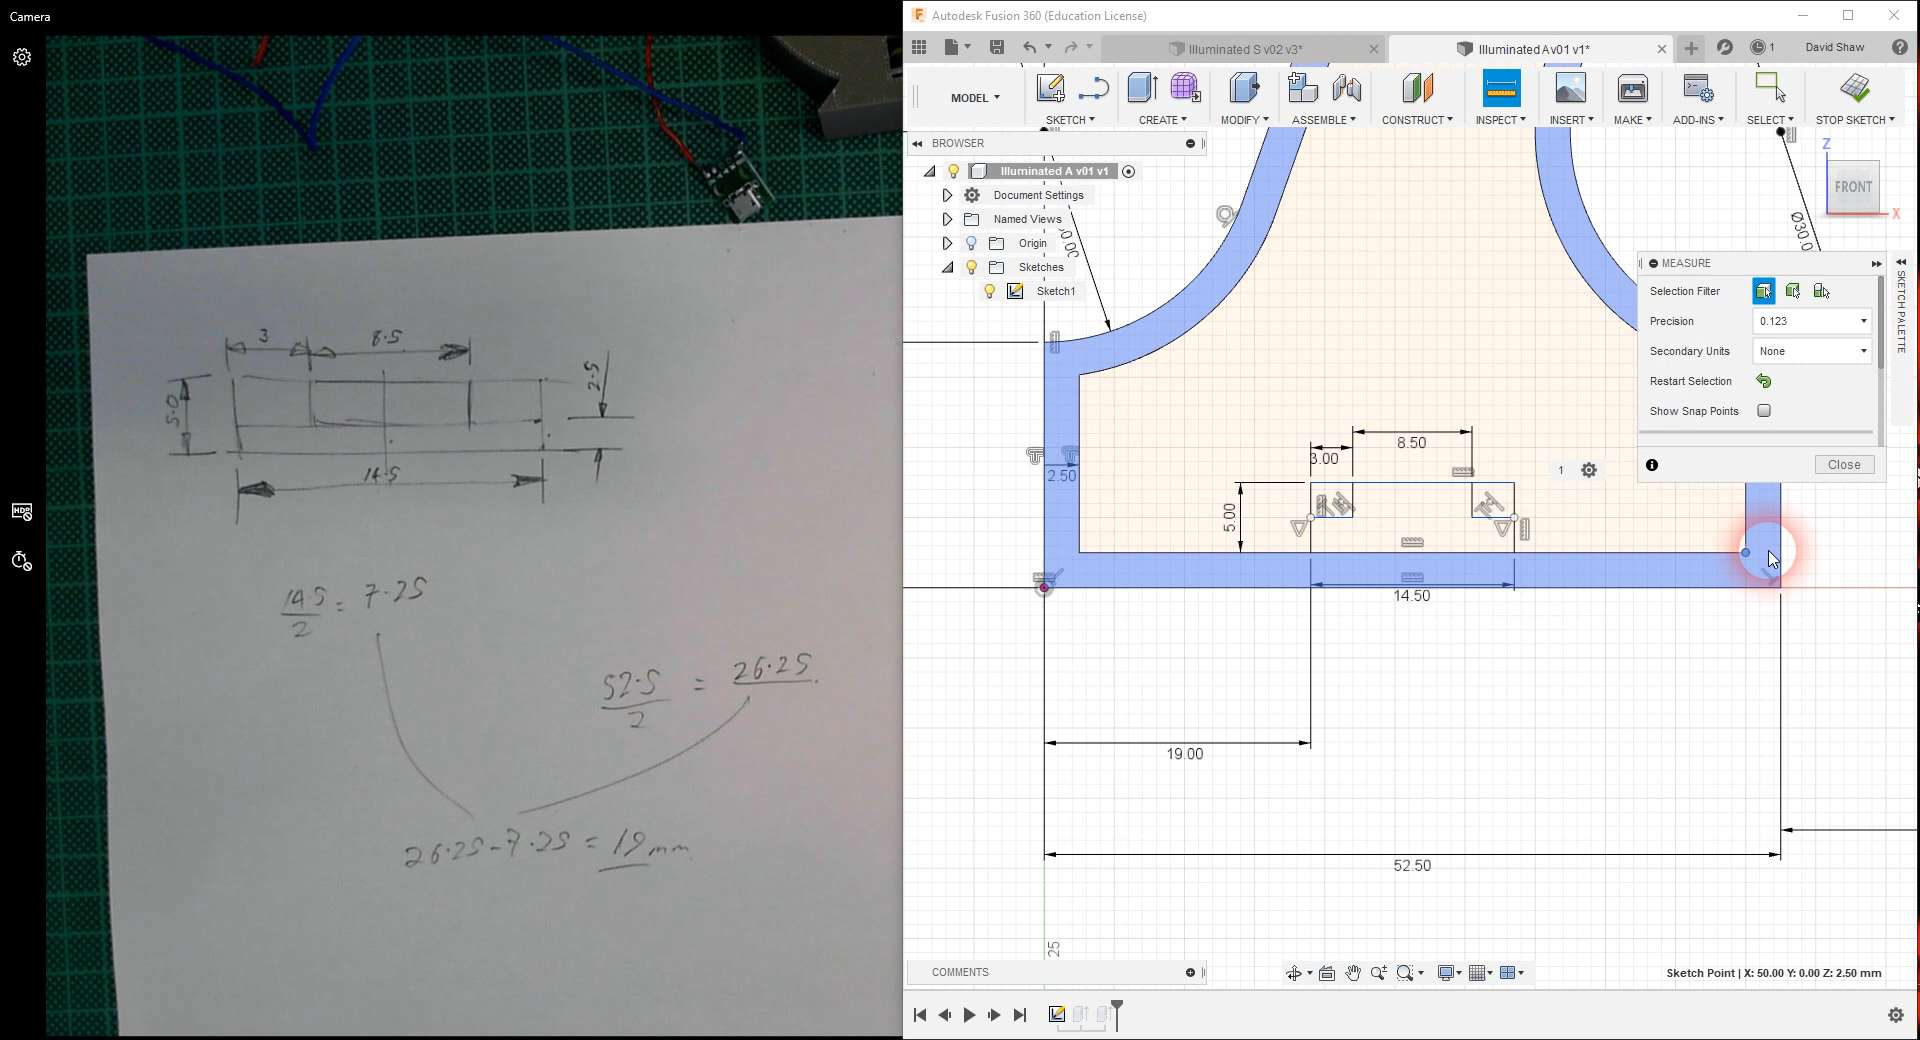 Camera
3
8.5
2.5
5.0
14.5
14.5
2
= 7.25
52.5
2
= 26.25
26.25-7.25 = 19mm
Autodesk Fusion 360 (Education License)
Illuminated S v02 v3*
Illuminated A v01 v1*
1
David Shaw
MODEL
SKETCH
CREATE
MODIFY
ASSEMBLE
CONSTRUCT
INSPECT
INSERT
MAKE
ADD-INS
SELECT
STOP SKETCH
BROWSER
Illuminated A v01 v1
Document Settings
Named Views
Origin
Sketches
Sketch1
Z
FRONT
X
Ø30.0
MEASURE
Selection Filter
Precision
0.123
Secondary Units
None
Restart Selection
Show Snap Points
Close
SKETCH PALETTE
8.50
3.00
2.50
5.00
1
14.50
19.00
52.50
25
COMMENTS
Sketch Point | X: 50.00 Y: 0.00 Z: 2.50 mm